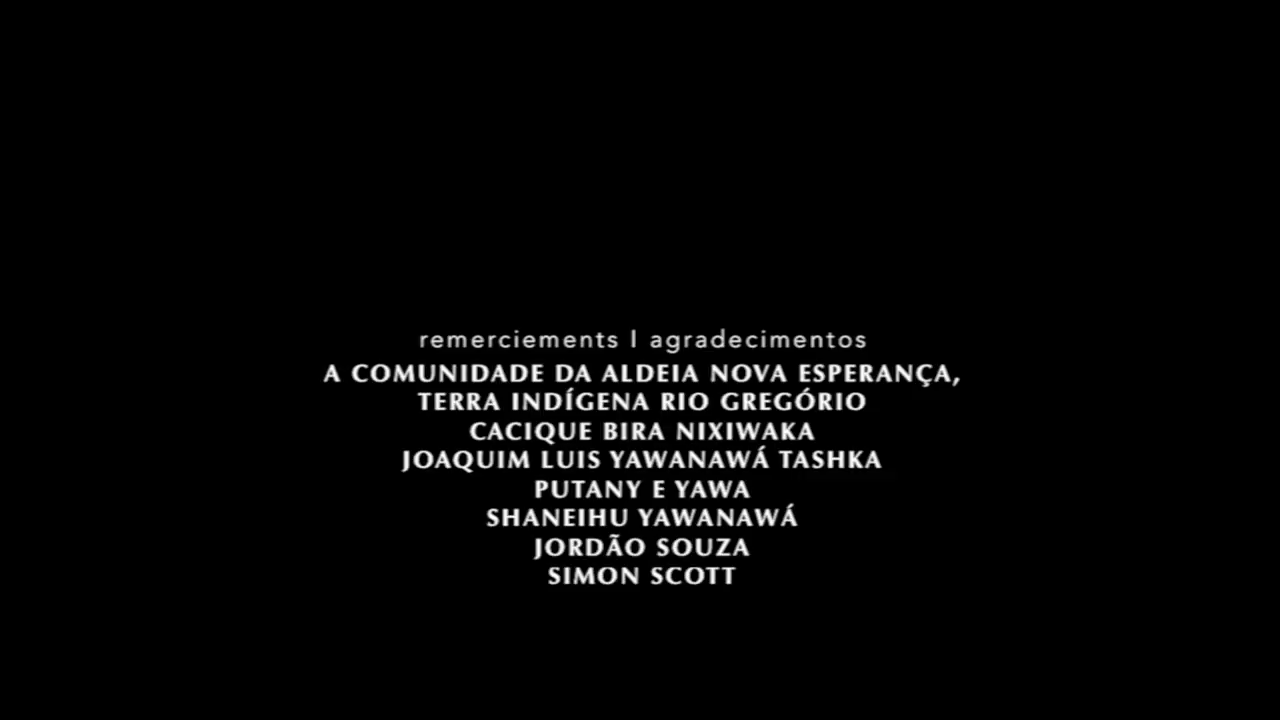 remerciements I agradecimentos
A COMUNIDADE DA ALDEIA NOVA ESPERANÇA,
TERRA INDÍGENA RIO GREGÓRIO
CACIQUE BIRA NIXIWAKA
JOAQUIM LUIS YAWANAWÁ TASHKA
PUTANY E YAWA
SHANEIHU YAWANAWÁ
JORDÃO SOUZA
SIMON SCOTT